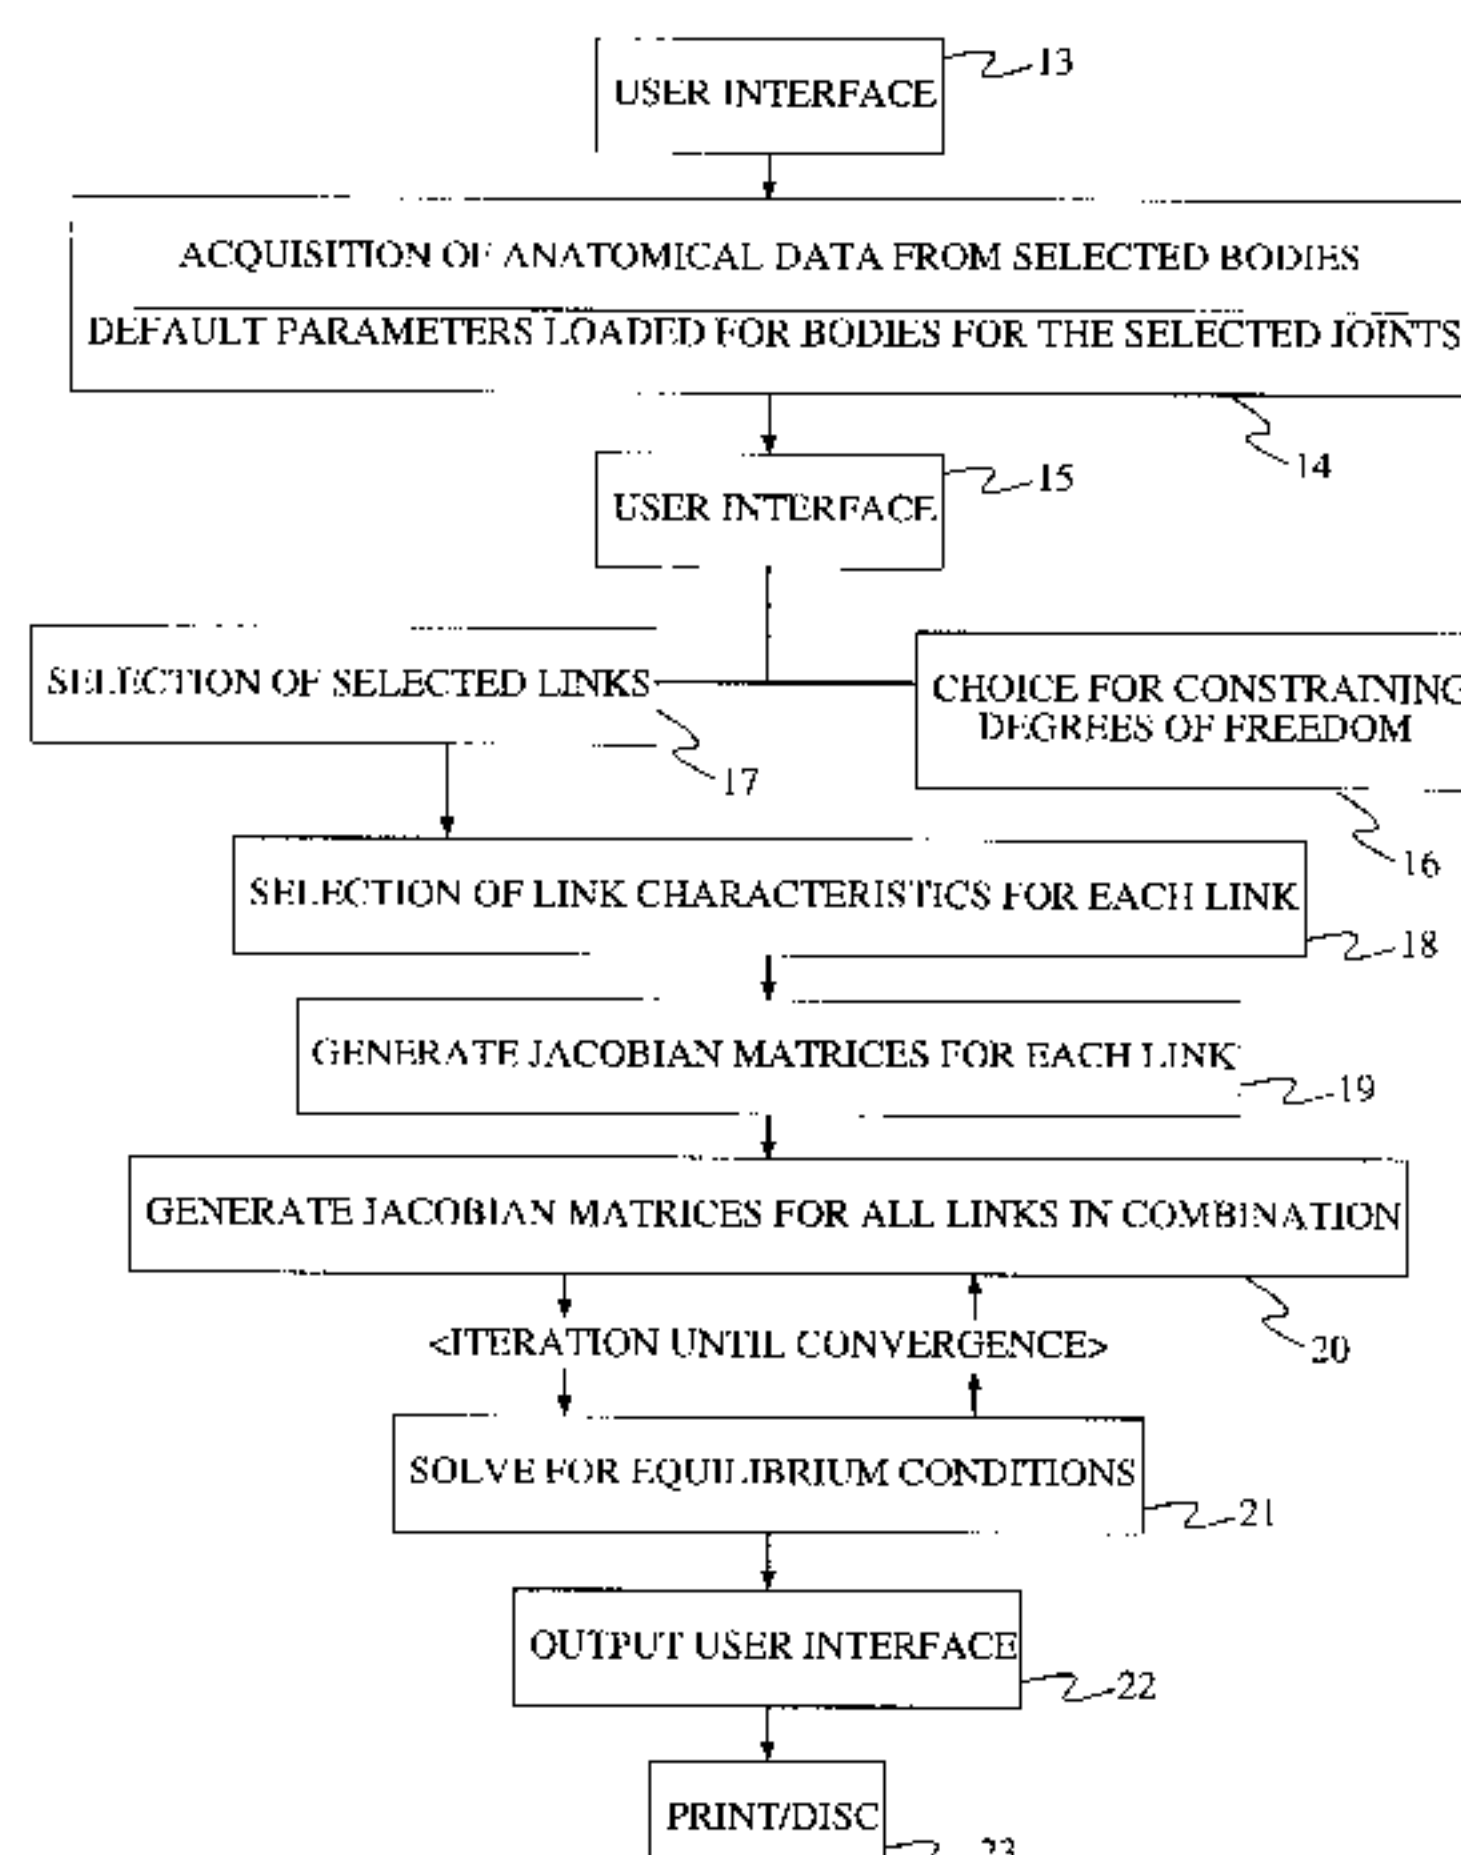 USER INTERFACE
13
ACQUISITION OF ANATOMICAL DATA FROM SELECTED BODIES
DEFAULT PARAMETERS LOADED FOR BODIES FOR THE SELECTED JOINTS
14
USER INTERFACE
15
SELECTION OF SELECTED LINKS
17
CHOICE FOR CONSTRAINING
DEGREES OF FREEDOM
16
SELECTION OF LINK CHARACTERISTICS FOR EACH LINK
18
GENERATE JACOBIAN MATRICES FOR EACH LINK
19
GENERATE JACOBIAN MATRICES FOR ALL LINKS IN COMBINATION
20
<ITERATION UNTIL CONVERGENCE>
SOLVE FOR EQUILIBRIUM CONDITIONS
21
OUTPUT USER INTERFACE
22
PRINT/DISC
23